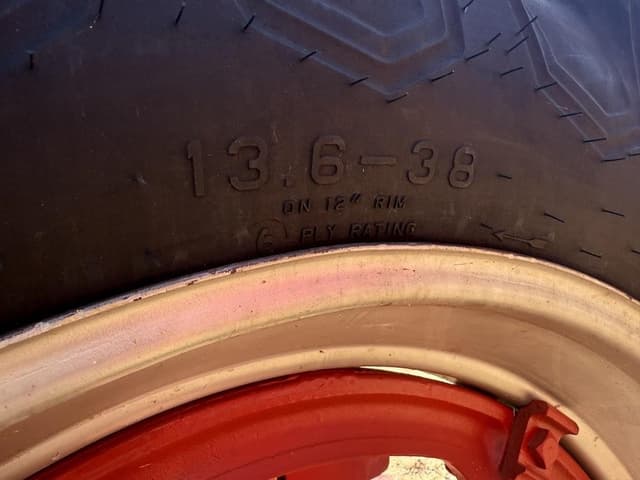 13.6-38
ON 12" RIM
6 PLY RATING